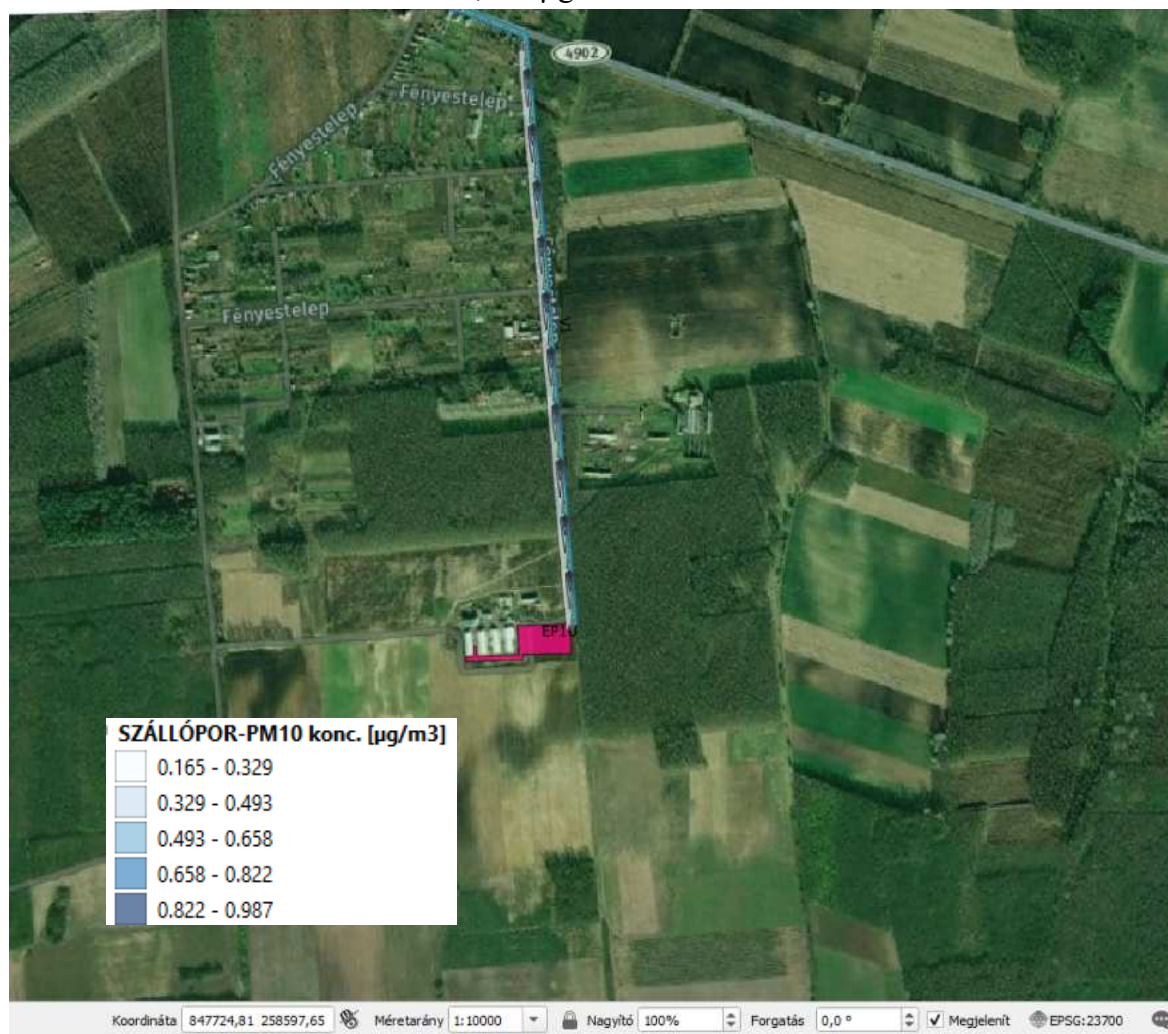 4902
Fényestelep
Fényestelep
Fényestelep
SZÁLLÓPOR-PM10 konc. [µg/m3]
0.165 - 0.329
0.329 - 0.493
0.493 - 0.658
0.658 - 0.822
0.822 - 0.987
Koordináta 847724,81 258597,65 Méretarány 1:10000 Nagyító 100% Forgatás 0,0 ° Megjelenít EPSG:23700